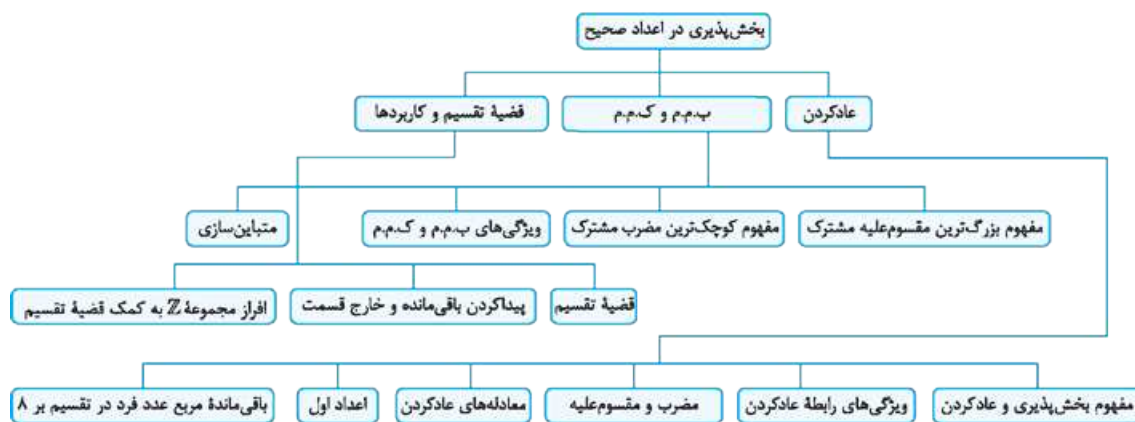 بخش‌پذیری در اعداد صحیح
عادکردن
ب.م.م و ک.م.م
قضیهٔ تقسیم و کاربردها
مفهوم بزرگ‌ترین مقسوم‌علیه مشترک
مفهوم کوچک‌ترین مضرب مشترک
ویژگی‌های ب.م.م و ک.م.م
متباین‌سازی
قضیهٔ تقسیم
پیداکردن باقی‌مانده و خارج قسمت
افراز مجموعهٔ ℤ به کمک قضیهٔ تقسیم
مفهوم بخش‌پذیری و عادکردن
ویژگی‌های رابطهٔ عادکردن
مضرب و مقسوم‌علیه
معادله‌های عادکردن
اعداد اول
باقی‌ماندهٔ مربع عدد فرد در تقسیم بر ۸